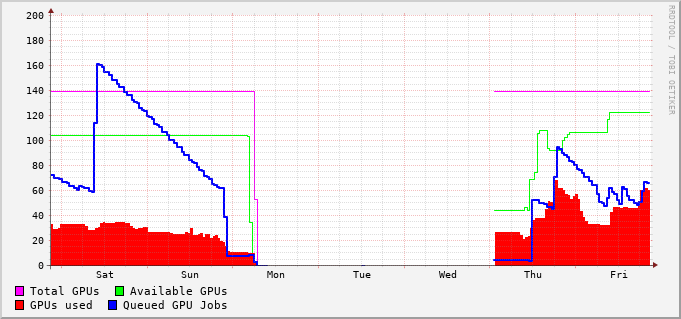 200
180
160
140
120
100
80
60
40
20
0
Sat Sun Mon Tue Wed Thu Fri
RRDTOOL / TOBI OETIKER
Total GPUs Available GPUs
GPUs used Queued GPU Jobs